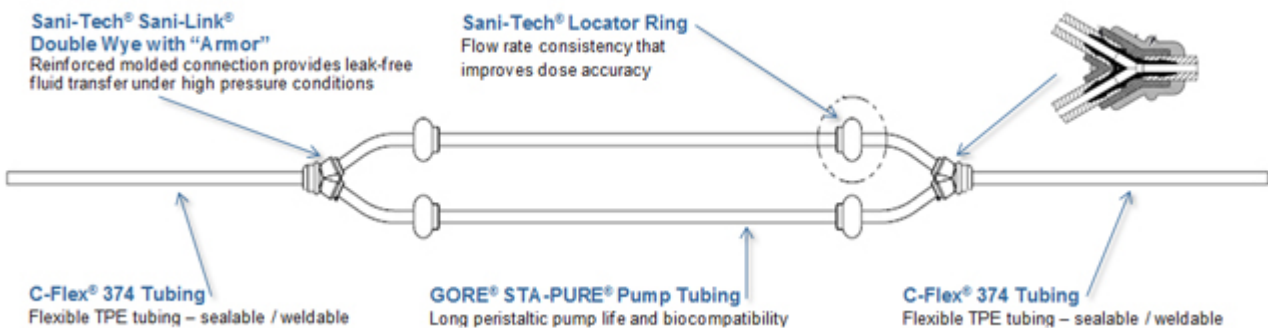 Sani-Tech® Sani-Link®
Double Wye with “Armor”
Reinforced molded connection provides leak-free
fluid transfer under high pressure conditions
Sani-Tech® Locator Ring
Flow rate consistency that
improves dose accuracy
C-Flex® 374 Tubing
Flexible TPE tubing – sealable / weldable
GORE® STA-PURE® Pump Tubing
Long peristaltic pump life and biocompatibility
C-Flex® 374 Tubing
Flexible TPE tubing – sealable / weldable